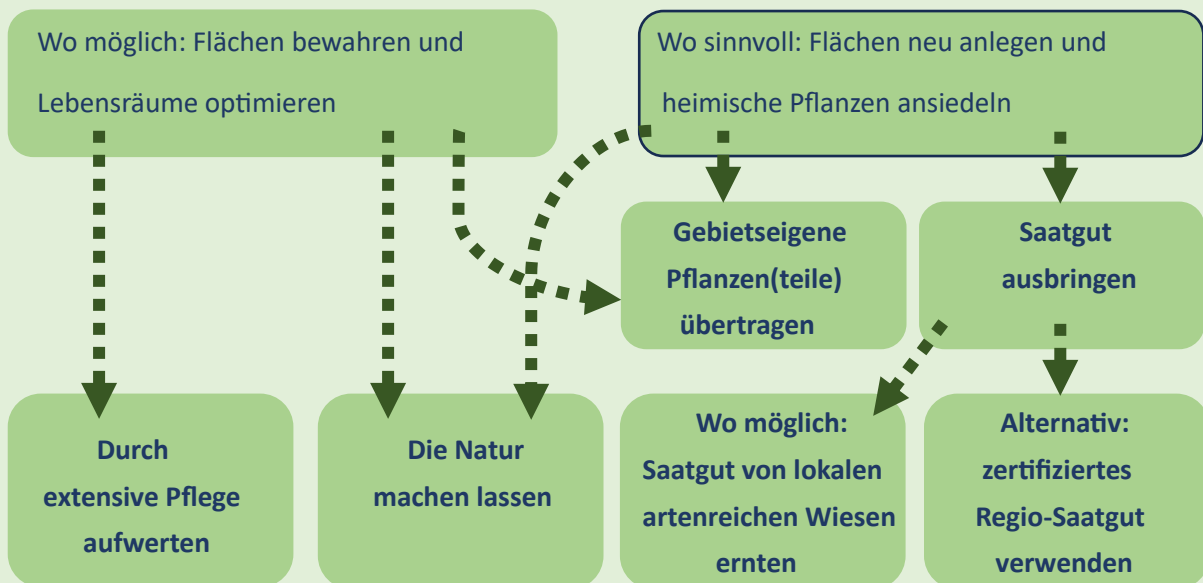 Wo möglich: Flächen bewahren und
Lebensräume optimieren
Wo sinnvoll: Flächen neu anlegen und
heimische Pflanzen ansiedeln
Gebietseigene
Pflanzen(teile)
übertragen
Saatgut
ausbringen
Durch
extensive Pflege
aufwerten
Die Natur
machen lassen
Wo möglich:
Saatgut von lokalen
artenreichen Wiesen
ernten
Alternativ:
zertifiziertes
Regio-Saatgut
verwenden